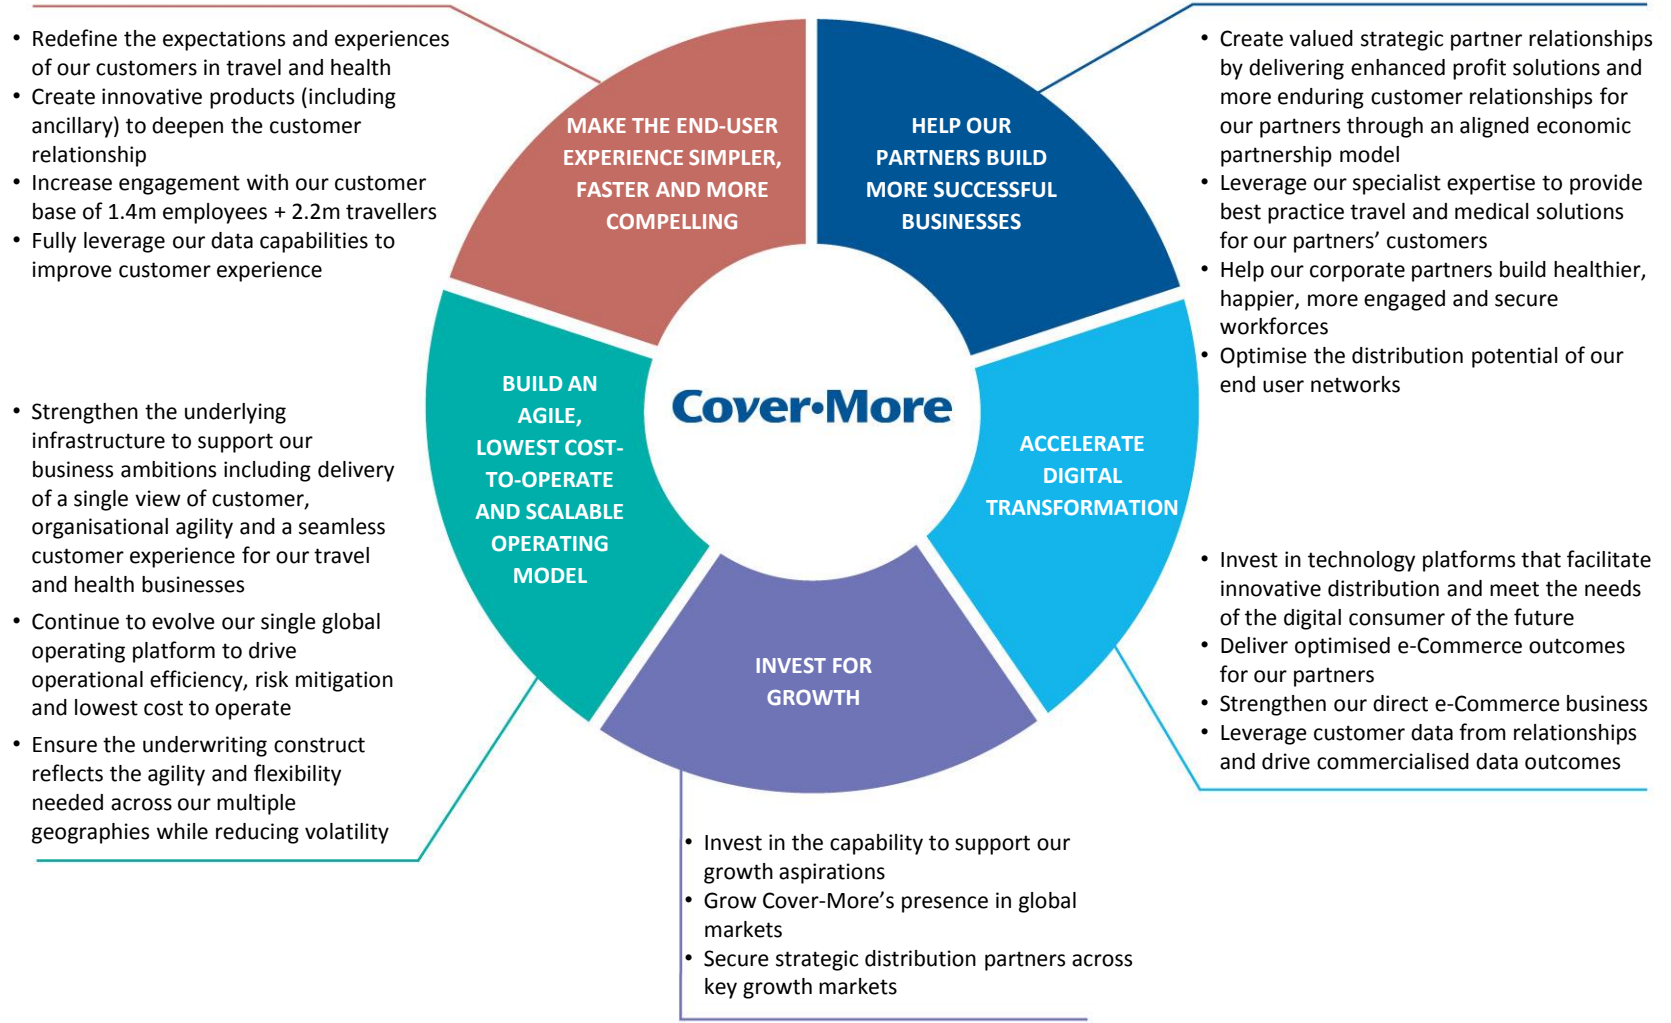 • Redefine the expectations and experiences
of our customers in travel and health
• Create innovative products (including
ancillary) to deepen the customer
relationship
• Increase engagement with our customer
base of 1.4m employees + 2.2m travellers
• Fully leverage our data capabilities to
improve customer experience
MAKE THE END-USER
EXPERIENCE SIMPLER,
FASTER AND MORE
COMPELLING
HELP OUR
PARTNERS BUILD
MORE SUCCESSFUL
BUSINESSES
• Create valued strategic partner relationships
by delivering enhanced profit solutions and
more enduring customer relationships for
our partners through an aligned economic
partnership model
• Leverage our specialist expertise to provide
best practice travel and medical solutions
for our partners’ customers
• Help our corporate partners build healthier,
happier, more engaged and secure
workforces
• Optimise the distribution potential of our
end user networks
• Strengthen the underlying
infrastructure to support our
business ambitions including delivery
of a single view of customer,
organisational agility and a seamless
customer experience for our travel
and health businesses
• Continue to evolve our single global
operating platform to drive
operational efficiency, risk mitigation
and lowest cost to operate
• Ensure the underwriting construct
reflects the agility and flexibility
needed across our multiple
geographies while reducing volatility
BUILD AN
AGILE,
LOWEST COST-
TO-OPERATE
AND SCALABLE
OPERATING
MODEL
Cover•More
ACCELERATE
DIGITAL
TRANSFORMATION
• Invest in technology platforms that facilitate
innovative distribution and meet the needs
of the digital consumer of the future
• Deliver optimised e-Commerce outcomes
for our partners
• Strengthen our direct e-Commerce business
• Leverage customer data from relationships
and drive commercialised data outcomes
INVEST FOR
GROWTH
• Invest in the capability to support our
growth aspirations
• Grow Cover-More’s presence in global
markets
• Secure strategic distribution partners across
key growth markets